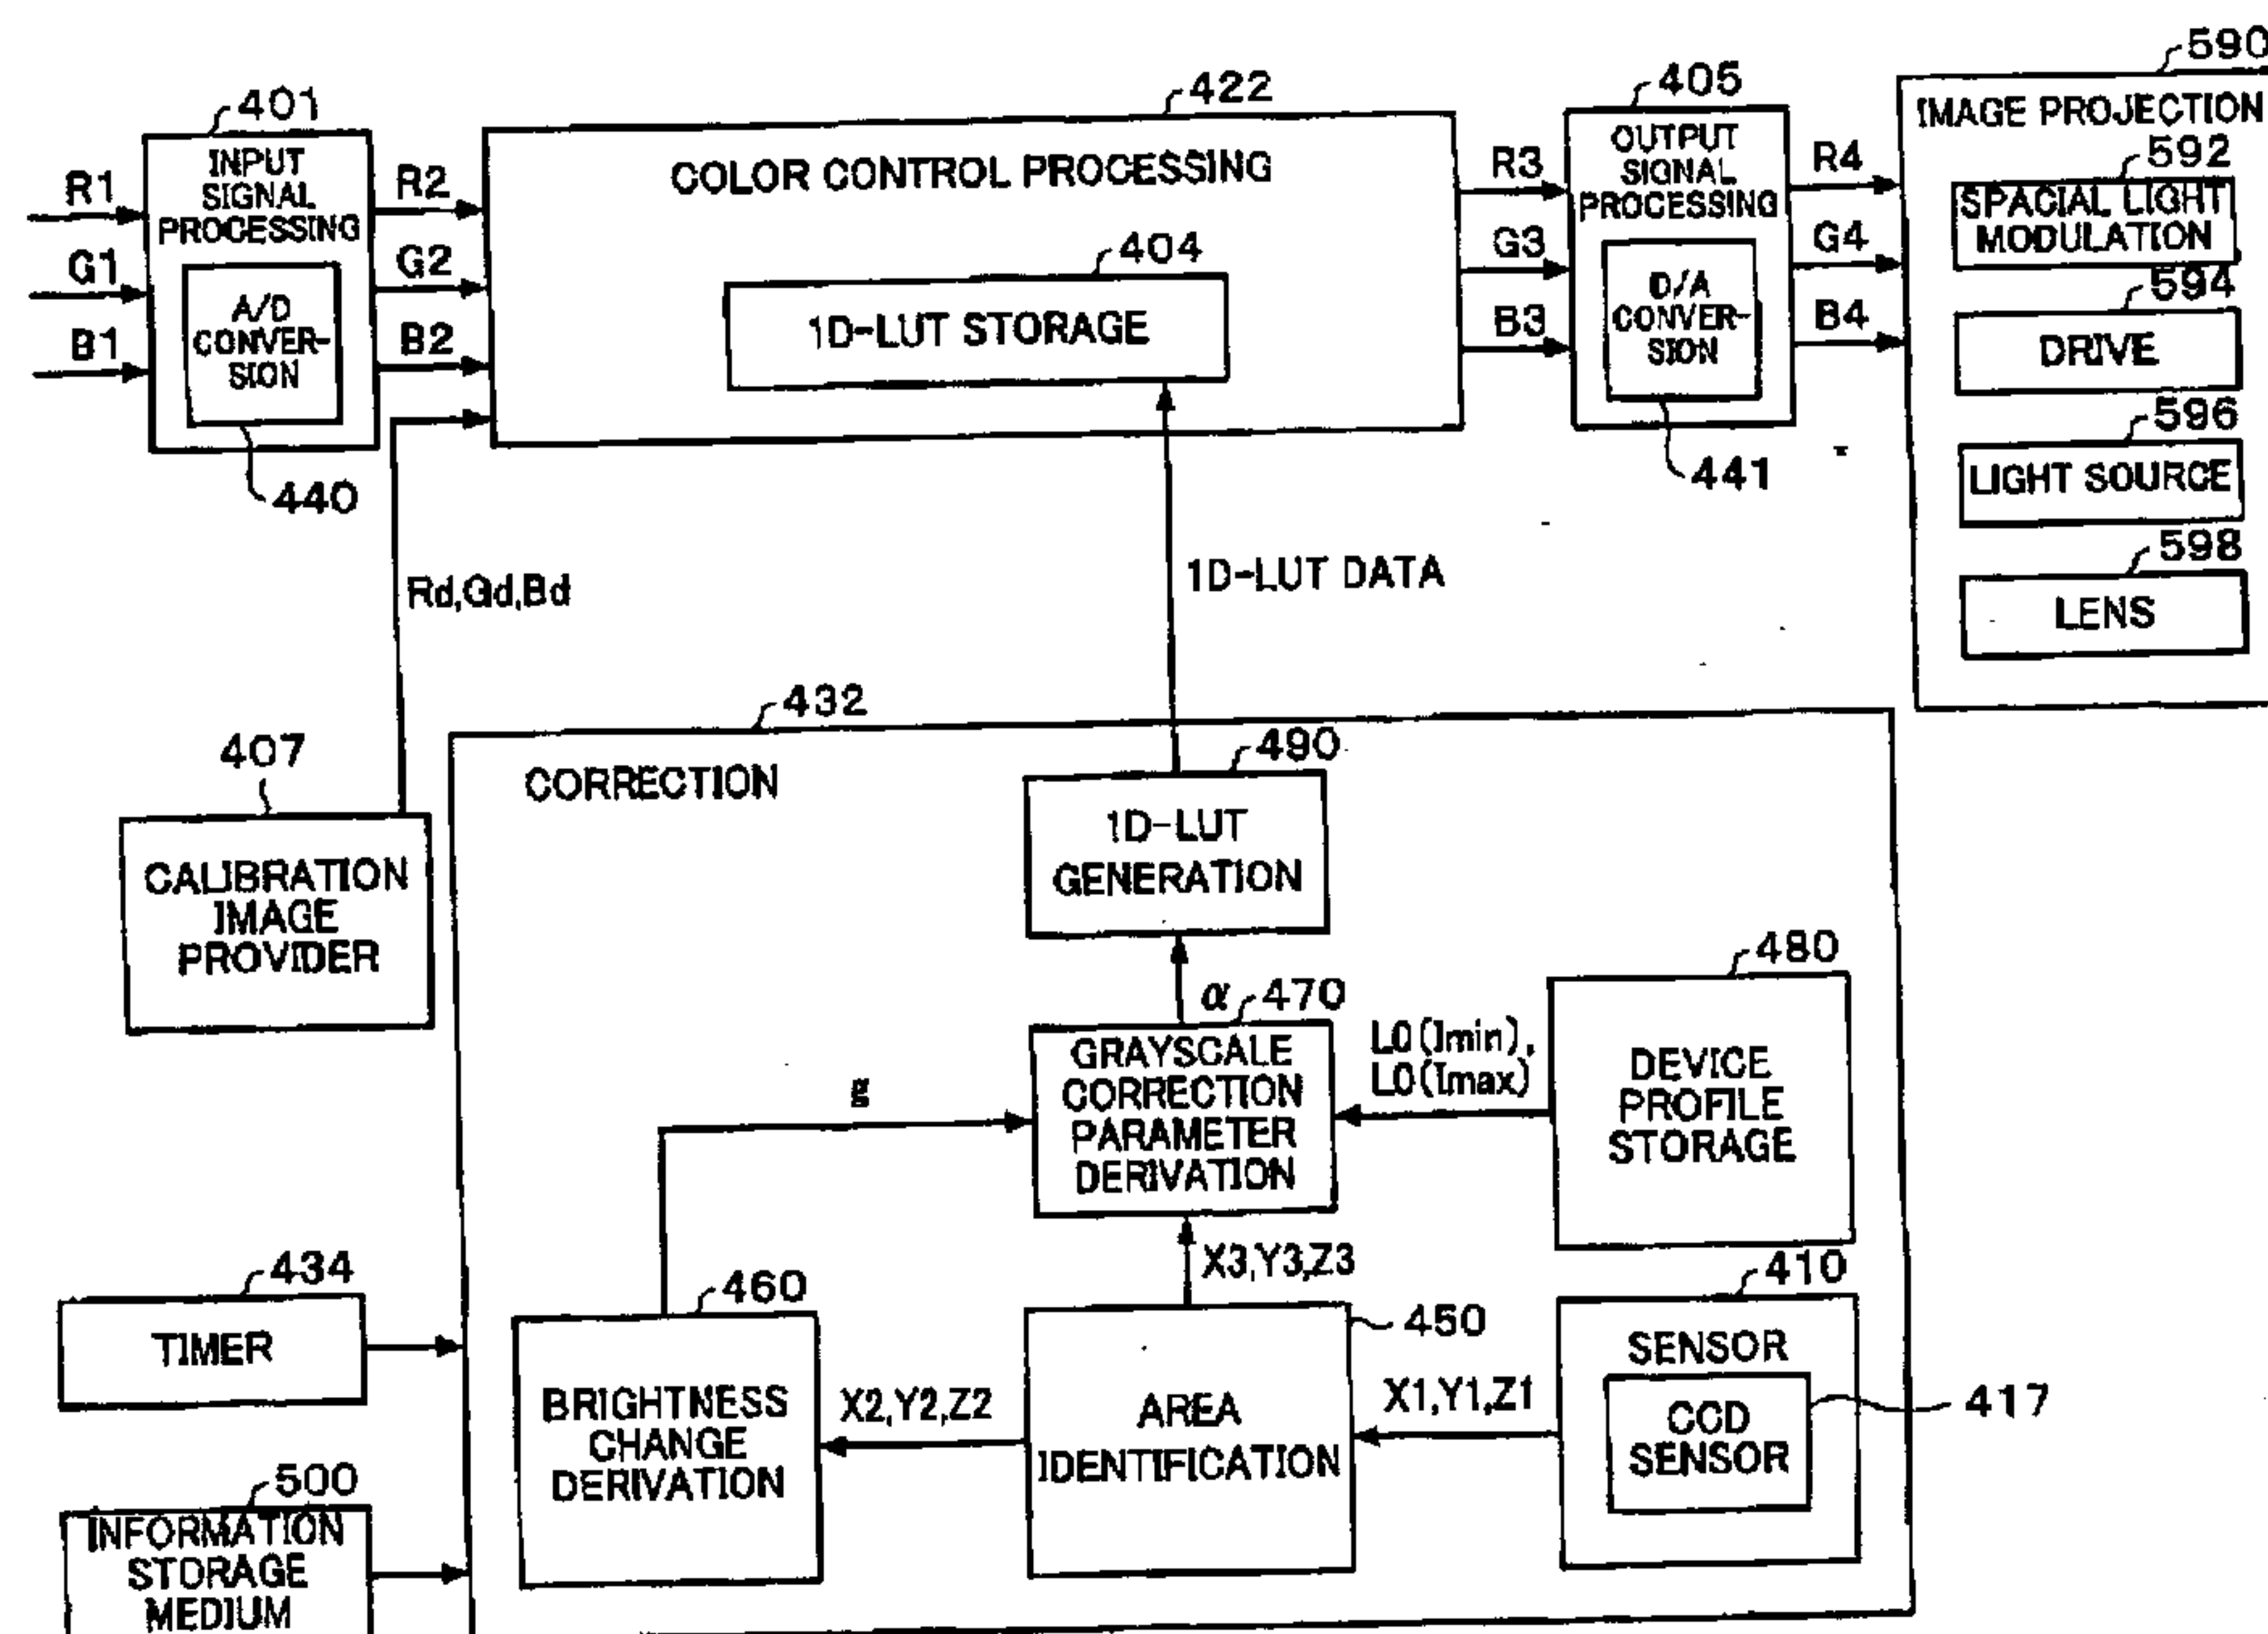 590
IMAGE PROJECTION
592
SPACIAL LIGHT
MODULATION
594
DRIVE
596
LIGHT SOURCE
598
LENS
401
INPUT
SIGNAL
PROCESSING
A/D
CONVER-
SION
440
R1
G1
B1
R2
G2
B2
422
COLOR CONTROL PROCESSING
404
1D-LUT STORAGE
R3
G3
B3
405
OUTPUT
SIGNAL
PROCESSING
D/A
CONVER-
SION
441
R4
G4
B4
Rd,Gd,Bd
1D-LUT DATA
407
CALIBRATION
IMAGE
PROVIDER
432
CORRECTION
490
1D-LUT
GENERATION
α
470
GRAYSCALE
CORRECTION
PARAMETER
DERIVATION
L0(Imin),
L0(Imax)
480
DEVICE
PROFILE
STORAGE
g
X3,Y3,Z3
434
TIMER
460
BRIGHTNESS
CHANGE
DERIVATION
X2,Y2,Z2
450
AREA
IDENTIFICATION
X1,Y1,Z1
410
SENSOR
CCD
SENSOR
417
500
INFORMATION
STORAGE
MEDIUM